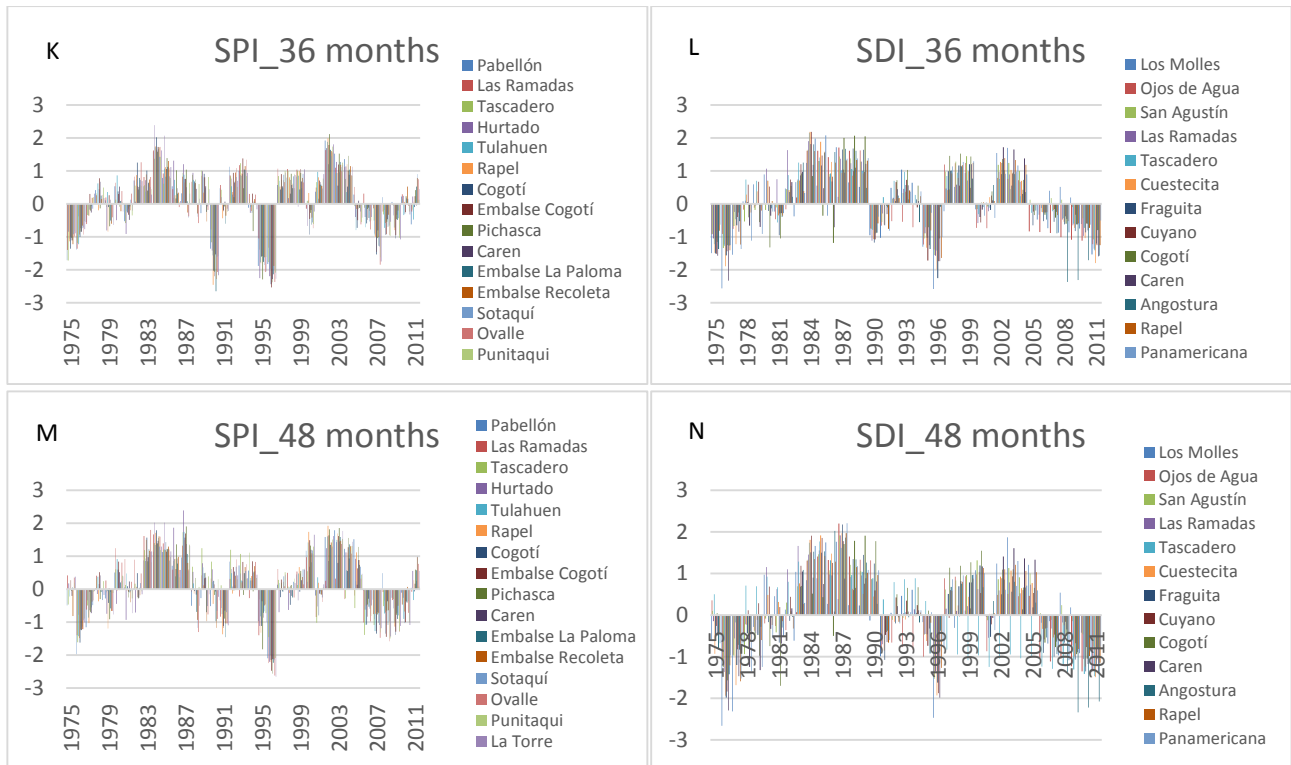 K
SPI_36 months
3
2
1
0
-1
-2
-3
1975
1979
1983
1987
1991
1995
1999
2003
2007
2011
Pabellón
Las Ramadas
Tascadero
Hurtado
Tulahuen
Rapel
Cogotí
Embalse Cogotí
Pichasca
Caren
Embalse La Paloma
Embalse Recoleta
Sotaquí
Ovalle
Punitaqui
L
SDI_36 months
3
2
1
0
-1
-2
-3
1975
1978
1981
1984
1987
1990
1993
1996
1999
2002
2005
2008
2011
Los Molles
Ojos de Agua
San Agustín
Las Ramadas
Tascadero
Cuestecita
Fraguita
Cuyano
Cogotí
Caren
Angostura
Rapel
Panamericana
M
SPI_48 months
3
2
1
0
-1
-2
-3
1975
1979
1983
1987
1991
1995
1999
2003
2007
2011
Pabellón
Las Ramadas
Tascadero
Hurtado
Tulahuen
Rapel
Cogotí
Embalse Cogotí
Pichasca
Caren
Embalse La Paloma
Embalse Recoleta
Sotaquí
Ovalle
Punitaqui
La Torre
N
SDI_48 months
3
2
1
0
-1
-2
-3
1975
1978
1981
1984
1987
1990
1993
1996
1999
2002
2005
2008
2011
Los Molles
Ojos de Agua
San Agustín
Las Ramadas
Tascadero
Cuestecita
Fraguita
Cuyano
Cogotí
Caren
Angostura
Rapel
Panamericana